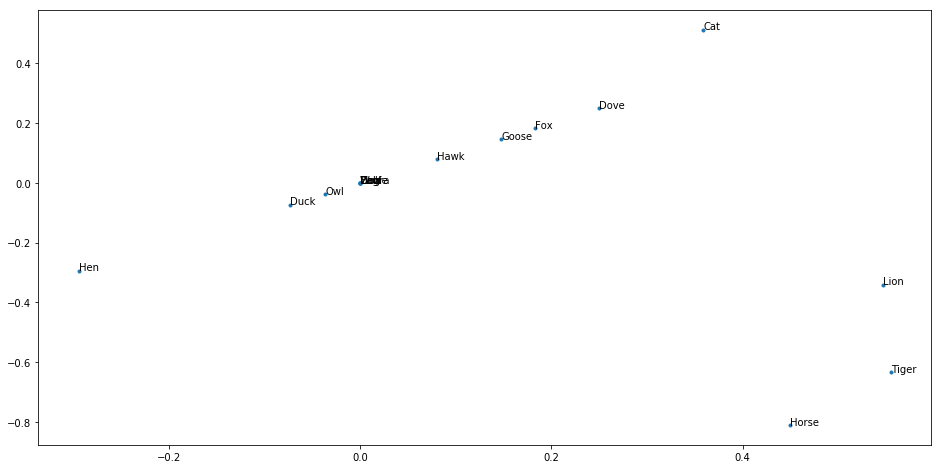 Cat
0.4
Dove
0.2
Fox
Goose
Hawk
0.0
Owl
Duck
−0.2
Hen
Lion
−0.4
−0.6
Tiger
−0.8
Horse
−0.2
0.0
0.2
0.4